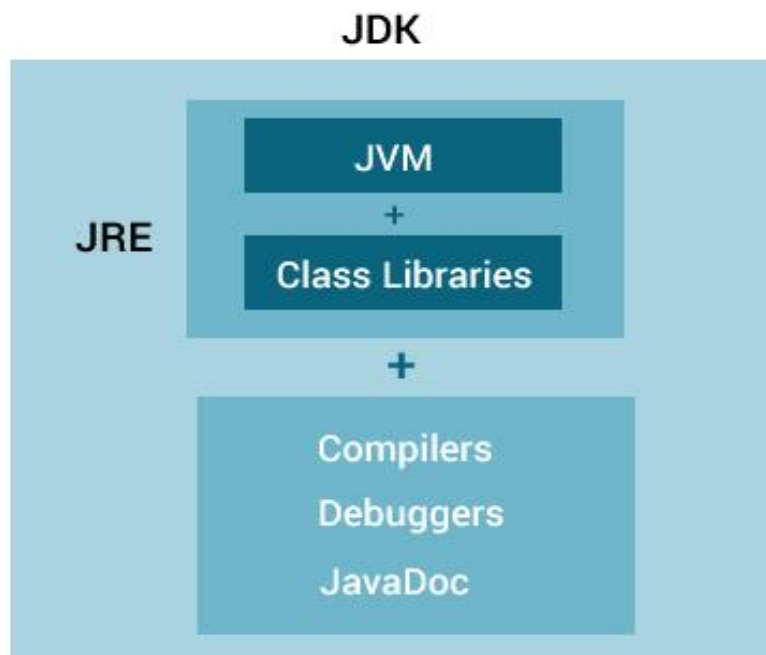 JDK
JVM
+
JRE
Class Libraries
+
Compilers
Debuggers
JavaDoc